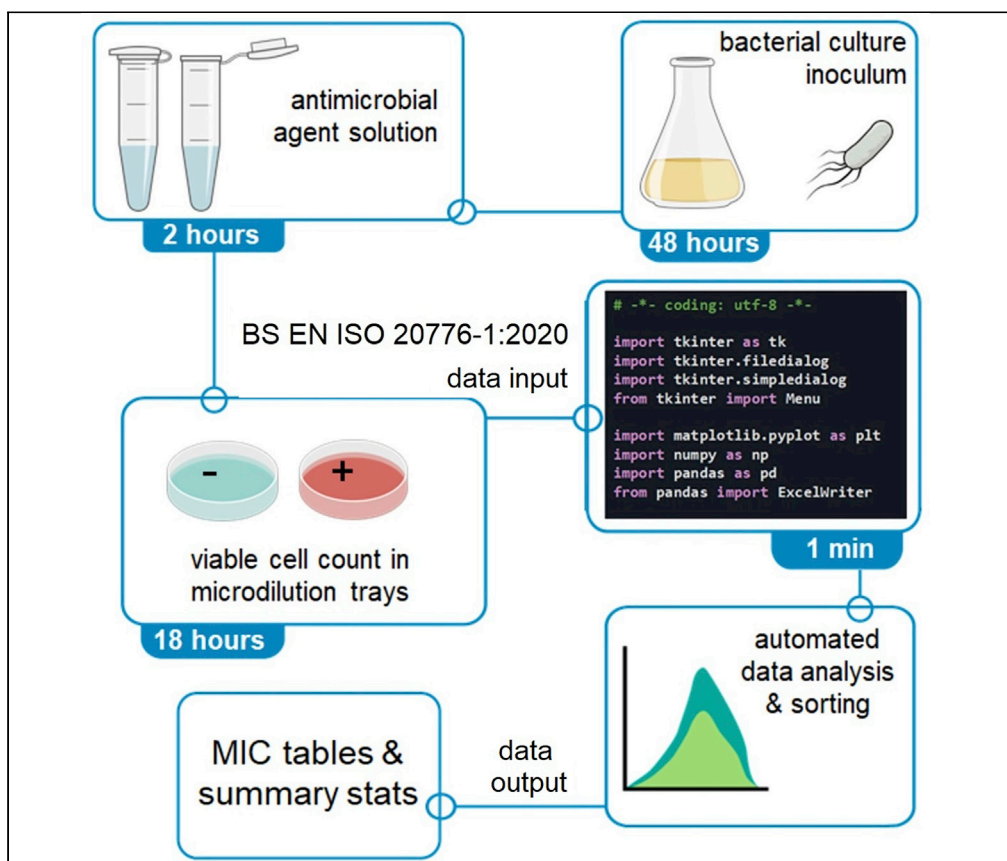 antimicrobial
agent solution
2 hours
bacterial culture
inoculum
48 hours
BS EN ISO 20776-1:2020
data input
# -*- coding: utf-8 -*-
import tkinter as tk
import tkinter.filedialog
import tkinter.simpledialog
from tkinter import Menu
import matplotlib.pyplot as plt
import numpy as np
import pandas as pd
from pandas import ExcelWriter
1 min
-
+
viable cell count in
microdilution trays
18 hours
automated
data analysis
& sorting
data
output
MIC tables &
summary stats